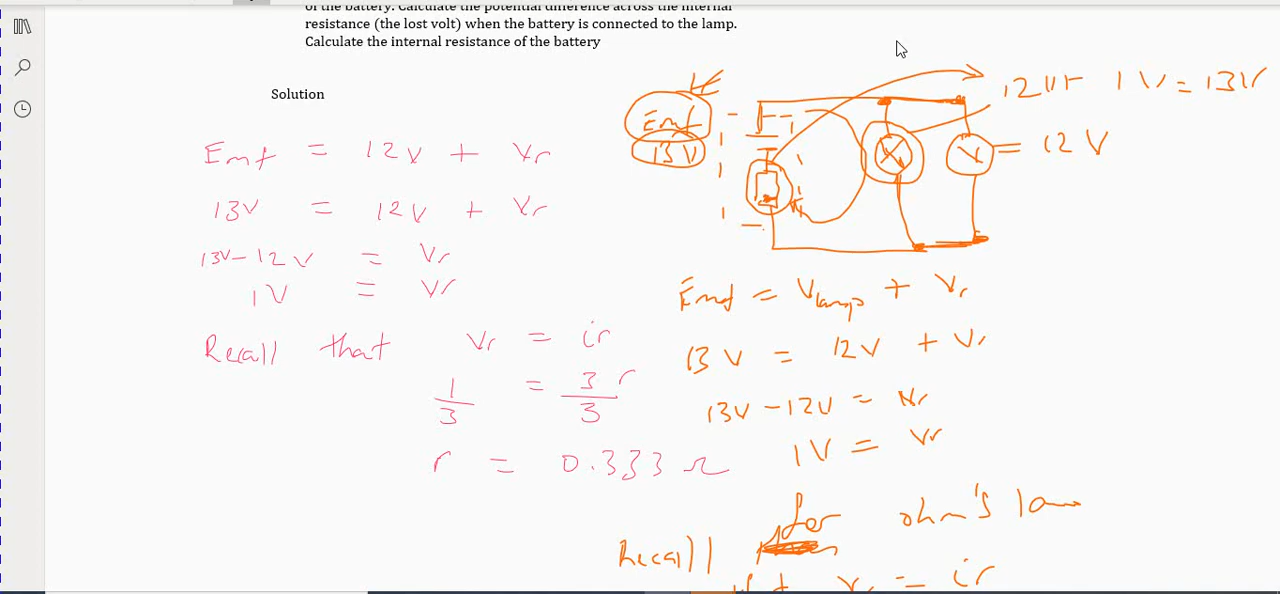 of the battery. Calculate the potential difference across the internal
resistance (the lost volt) when the battery is connected to the lamp.
Calculate the internal resistance of the battery
Solution
Emf = 12V + Vr
13V = 12V + Vr
13V - 12V = Vr
1V = Vr
Recall that Vr = ir
1/3 = 3r/3
r = 0.333 Ω
Emf
13V
12V + 1V = 13V
V = 12V
Emf = Vlamp + Vr
13V = 12V + Vr
13V - 12V = Vr
1V = Vr
Recall for ohm's law
V = ir